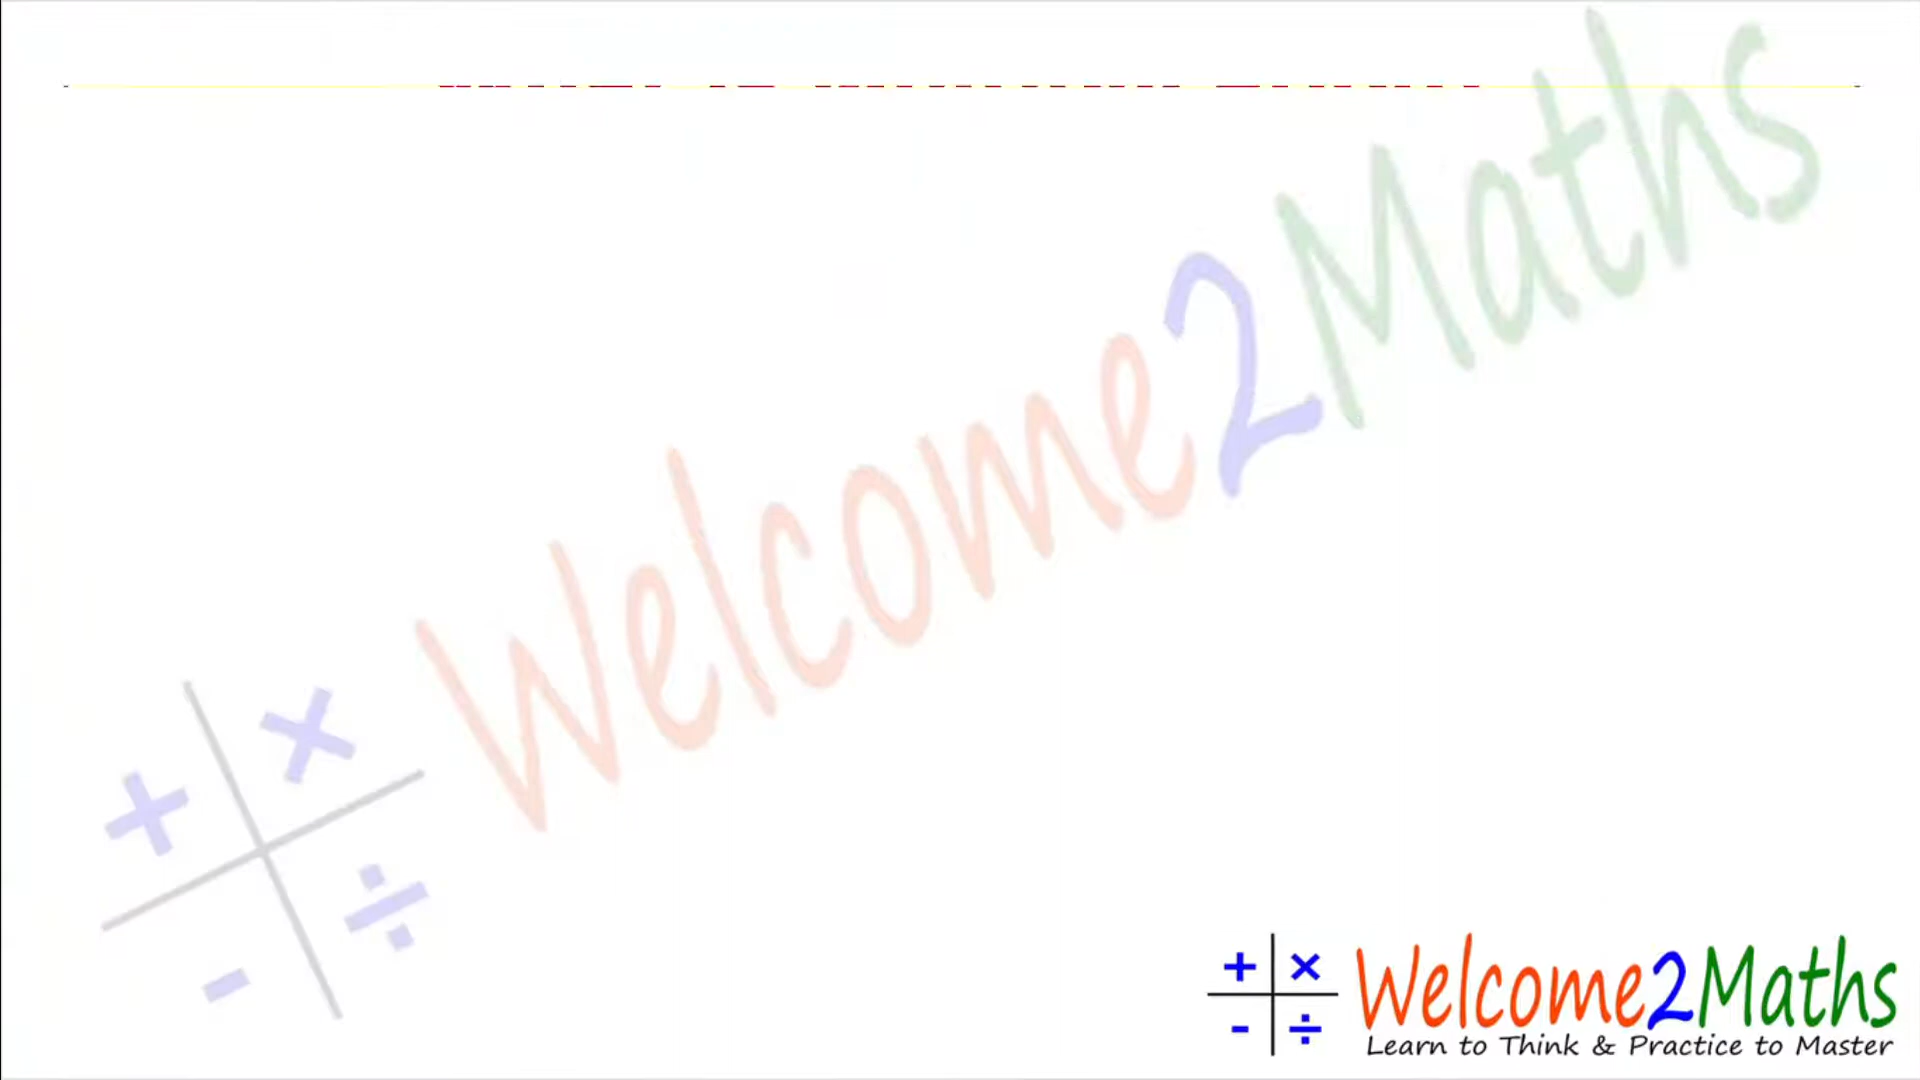 Welcome2Maths
+ ×
- ÷
+ ×
- ÷
Welcome2Maths
Learn to Think & Practice to Master